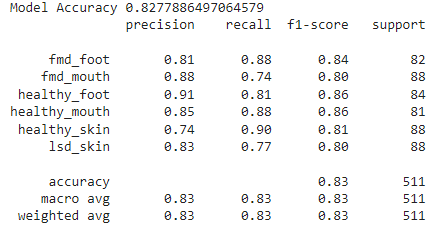 Model Accuracy 0.8277886497064579
precision recall f1-score support
fmd_foot 0.81 0.88 0.84 82
fmd_mouth 0.88 0.74 0.80 88
healthy_foot 0.91 0.81 0.86 84
healthy_mouth 0.85 0.88 0.86 81
healthy_skin 0.74 0.90 0.81 88
lsd_skin 0.83 0.77 0.80 88
accuracy 0.83 511
macro avg 0.83 0.83 0.83 511
weighted avg 0.83 0.83 0.83 511